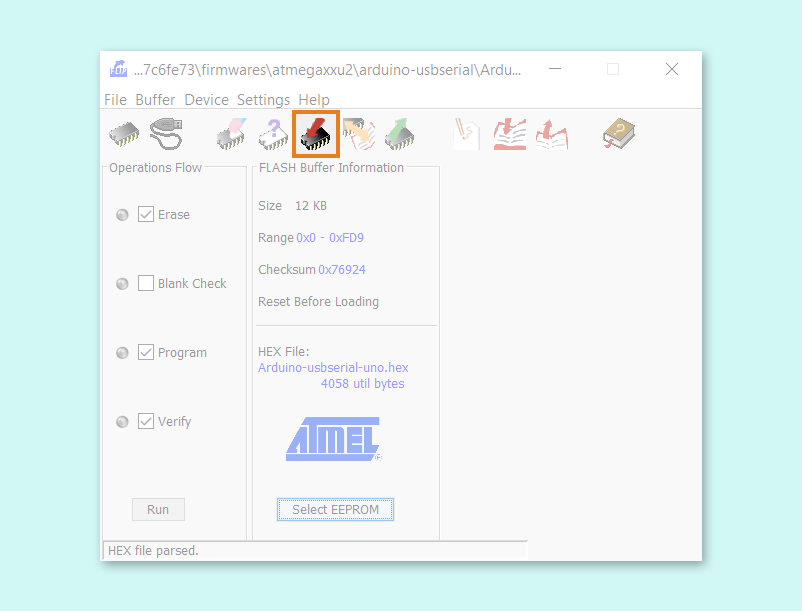 ...7c6fe73\firmwares\atmegaxxu2\arduino-usbserial\Ardu...
File Buffer Device Settings Help
Operations Flow
Erase
Blank Check
Program
Verify
Run
FLASH Buffer Information
Size 12 KB
Range 0x0 - 0xFD9
Checksum 0x76924
Reset Before Loading
HEX File:
Arduino-usbserial-uno.hex
4058 util bytes
ATMEL®
Select EEPROM
HEX file parsed.